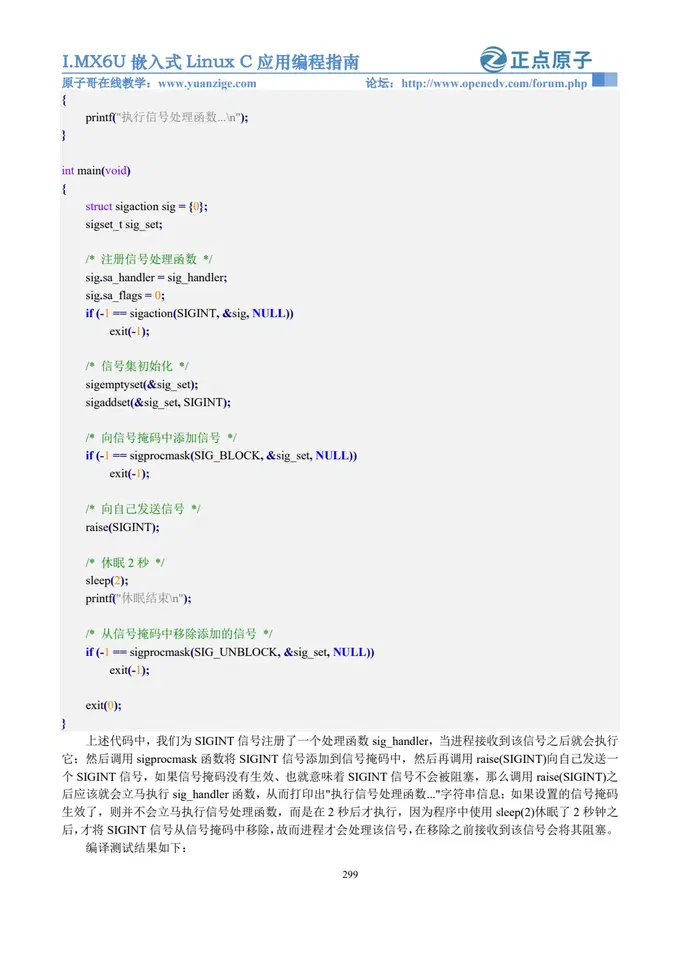 I.MX6U 嵌入式 Linux C 应用编程指南
正点原子
原子哥在线教学：www.yuanzige.com 论坛：http://www.openedv.com/forum.php
{
printf("执行信号处理函数...\n");
}
int main(void)
{
struct sigaction sig = {0};
sigset_t sig_set;
/* 注册信号处理函数 */
sig.sa_handler = sig_handler;
sig.sa_flags = 0;
if (-1 == sigaction(SIGINT, &sig, NULL))
exit(-1);
/* 信号集初始化 */
sigemptyset(&sig_set);
sigaddset(&sig_set, SIGINT);
/* 向信号掩码中添加信号 */
if (-1 == sigprocmask(SIG_BLOCK, &sig_set, NULL))
exit(-1);
/* 向自己发送信号 */
raise(SIGINT);
/* 休眠 2 秒 */
sleep(2);
printf("休眠结束\n");
/* 从信号掩码中移除添加的信号 */
if (-1 == sigprocmask(SIG_UNBLOCK, &sig_set, NULL))
exit(-1);
exit(0);
}
上述代码中，我们为 SIGINT 信号注册了一个处理函数 sig_handler，当进程接收到该信号之后就会执行
它；然后调用 sigprocmask 函数将 SIGINT 信号添加到信号掩码中，然后再调用 raise(SIGINT)向自己发送一
个 SIGINT 信号，如果信号掩码没有生效、也就意味着 SIGINT 信号不会被阻塞，那么调用 raise(SIGINT)之
后应该就会立马执行 sig_handler 函数，从而打印出"执行信号处理函数..."字符串信息；如果设置的信号掩码
生效了，则并不会立马执行信号处理函数，而是在 2 秒后才执行，因为程序中使用 sleep(2)休眠了 2 秒钟之
后，才将 SIGINT 信号从信号掩码中移除，故而进程才会处理该信号，在移除之前接收到该信号会将其阻塞。
编译测试结果如下：
299